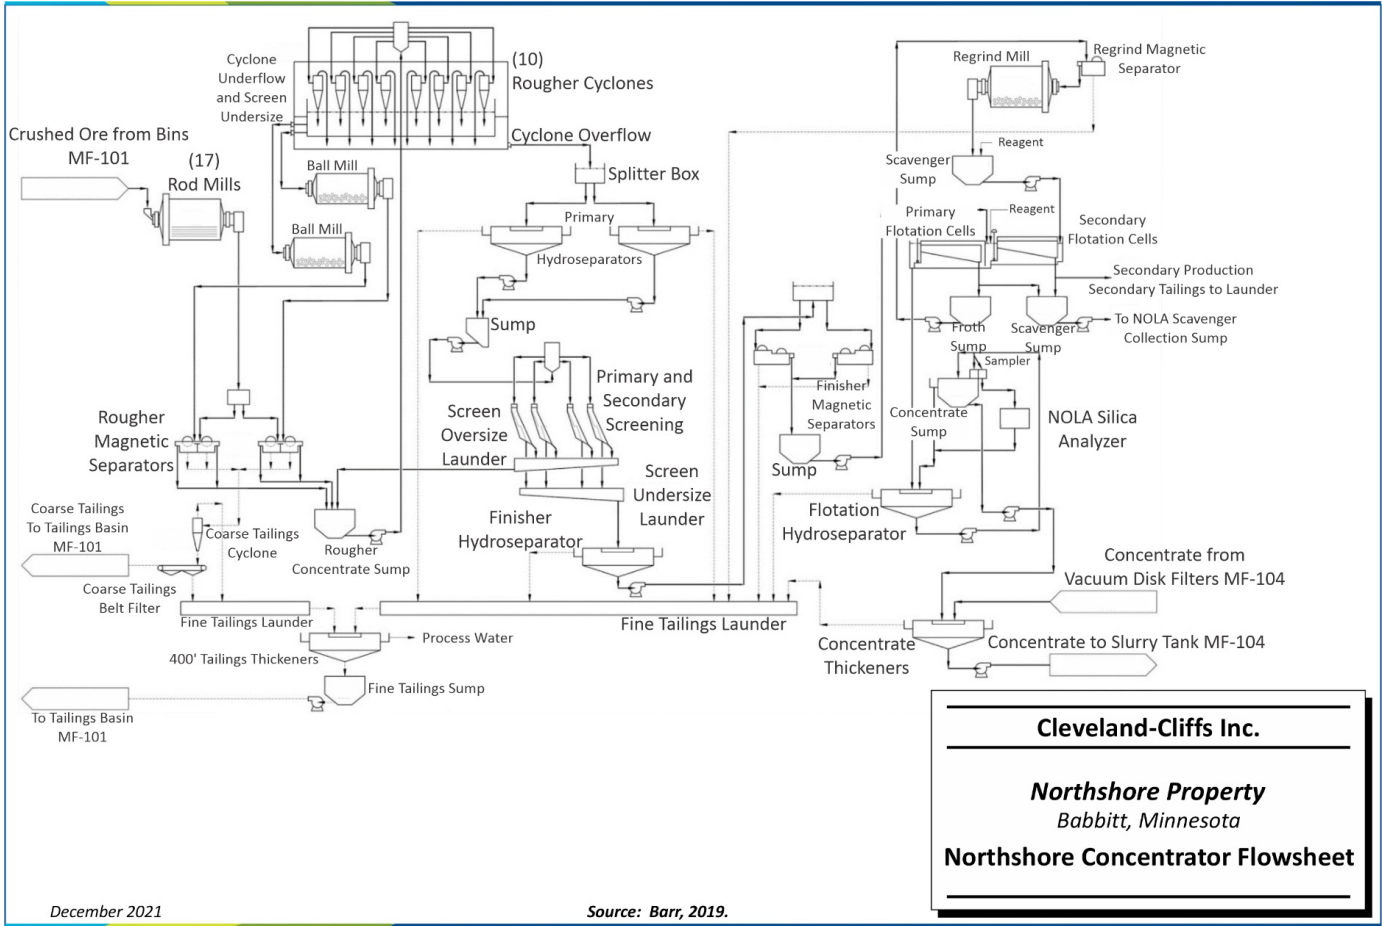 Cyclone
Underflow
and Screen
Undersize
(10)
Rougher Cyclones
Cyclone Overflow
Crushed Ore from Bins
MF-101
(17)
Rod Mills
Ball Mill
Ball Mill
Splitter Box
Primary
Hydroseparators
Sump
Regrind Mill
Regrind Magnetic
Separator
Reagent
Scavenger
Sump
Primary
Flotation Cells
Reagent
Secondary
Flotation Cells
Secondary Production
Secondary Tailings to Launder
Froth
Sump
Scavenger
Sump
To NOLA Scavenger
Collection Sump
Sampler
Concentrate
Sump
NOLA Silica
Analyzer
Primary and
Secondary
Screening
Screen
Oversize
Launder
Finisher
Magnetic
Separators
Sump
Rougher
Magnetic
Separators
Screen
Undersize
Launder
Finisher
Hydroseparator
Flotation
Hydroseparator
Coarse Tailings
To Tailings Basin
MF-101
Coarse Tailings
Cyclone
Rougher
Concentrate Sump
Coarse Tailings
Belt Filter
Fine Tailings Launder
Fine Tailings Launder
Concentrate from
Vacuum Disk Filters MF-104
Process Water
400' Tailings Thickeners
Concentrate
Thickeners
Concentrate to Slurry Tank MF-104
Fine Tailings Sump
To Tailings Basin
MF-101
Cleveland-Cliffs Inc.
Northshore Property
Babbitt, Minnesota
Northshore Concentrator Flowsheet
December 2021
Source: Barr, 2019.